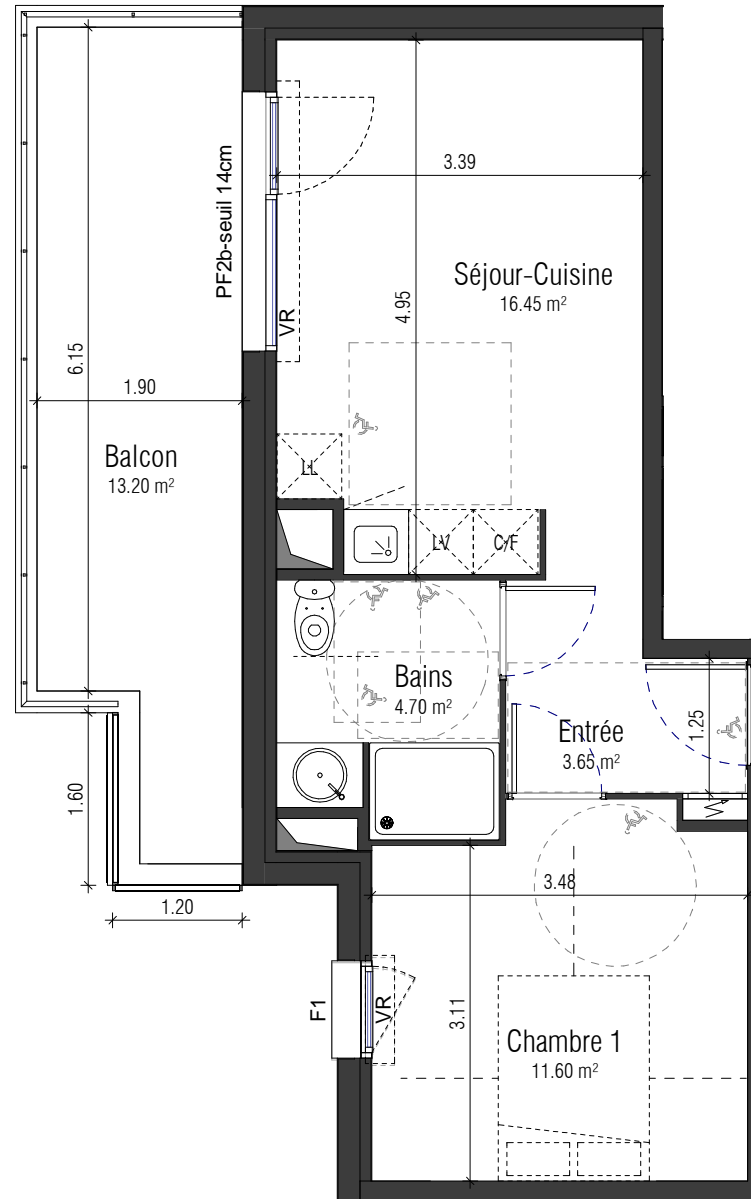 3.39
PF2b-seuil 14cm
VR
Séjour-Cuisine
16.45 m²
4.95
6.15
1.90
Balcon
13.20 m²
LL
LV
C/F
Bains
4.70 m²
Entrée
3.65 m²
1.25
1.60
1.20
3.48
F1
VR
3.11
Chambre 1
11.60 m²